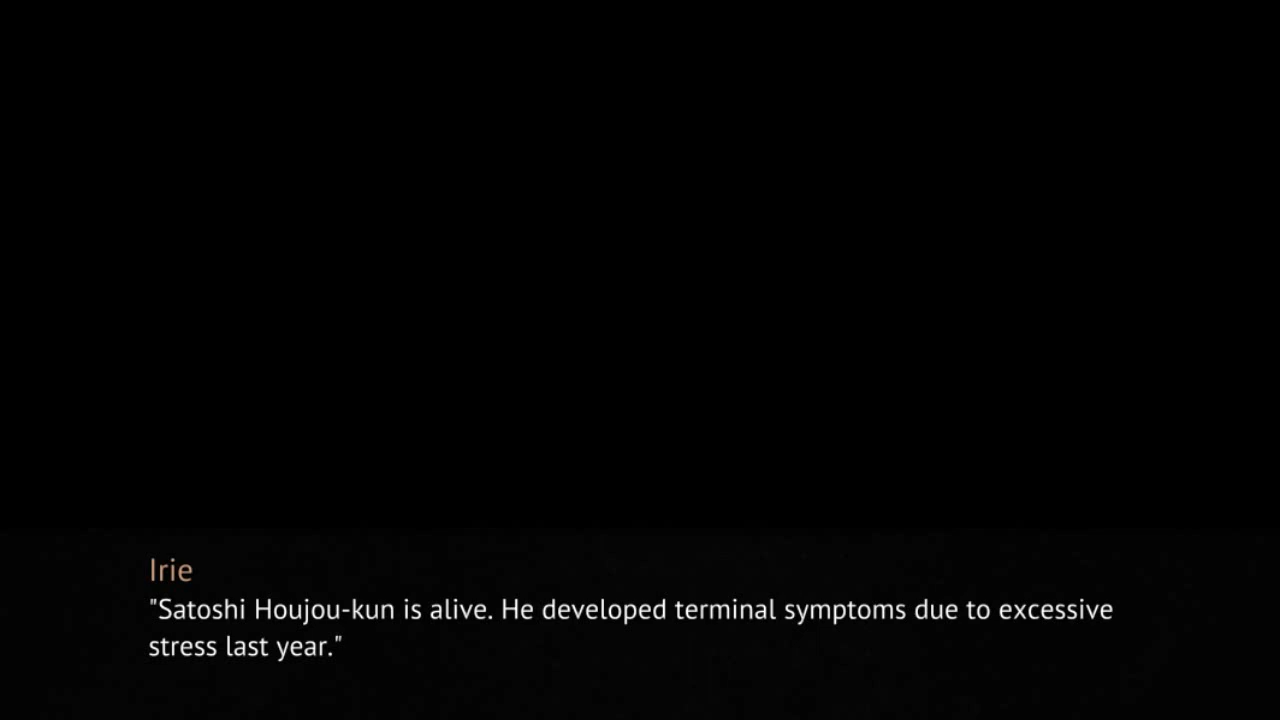 Irie
"Satoshi Houjou-kun is alive. He developed terminal symptoms due to excessive
stress last year."